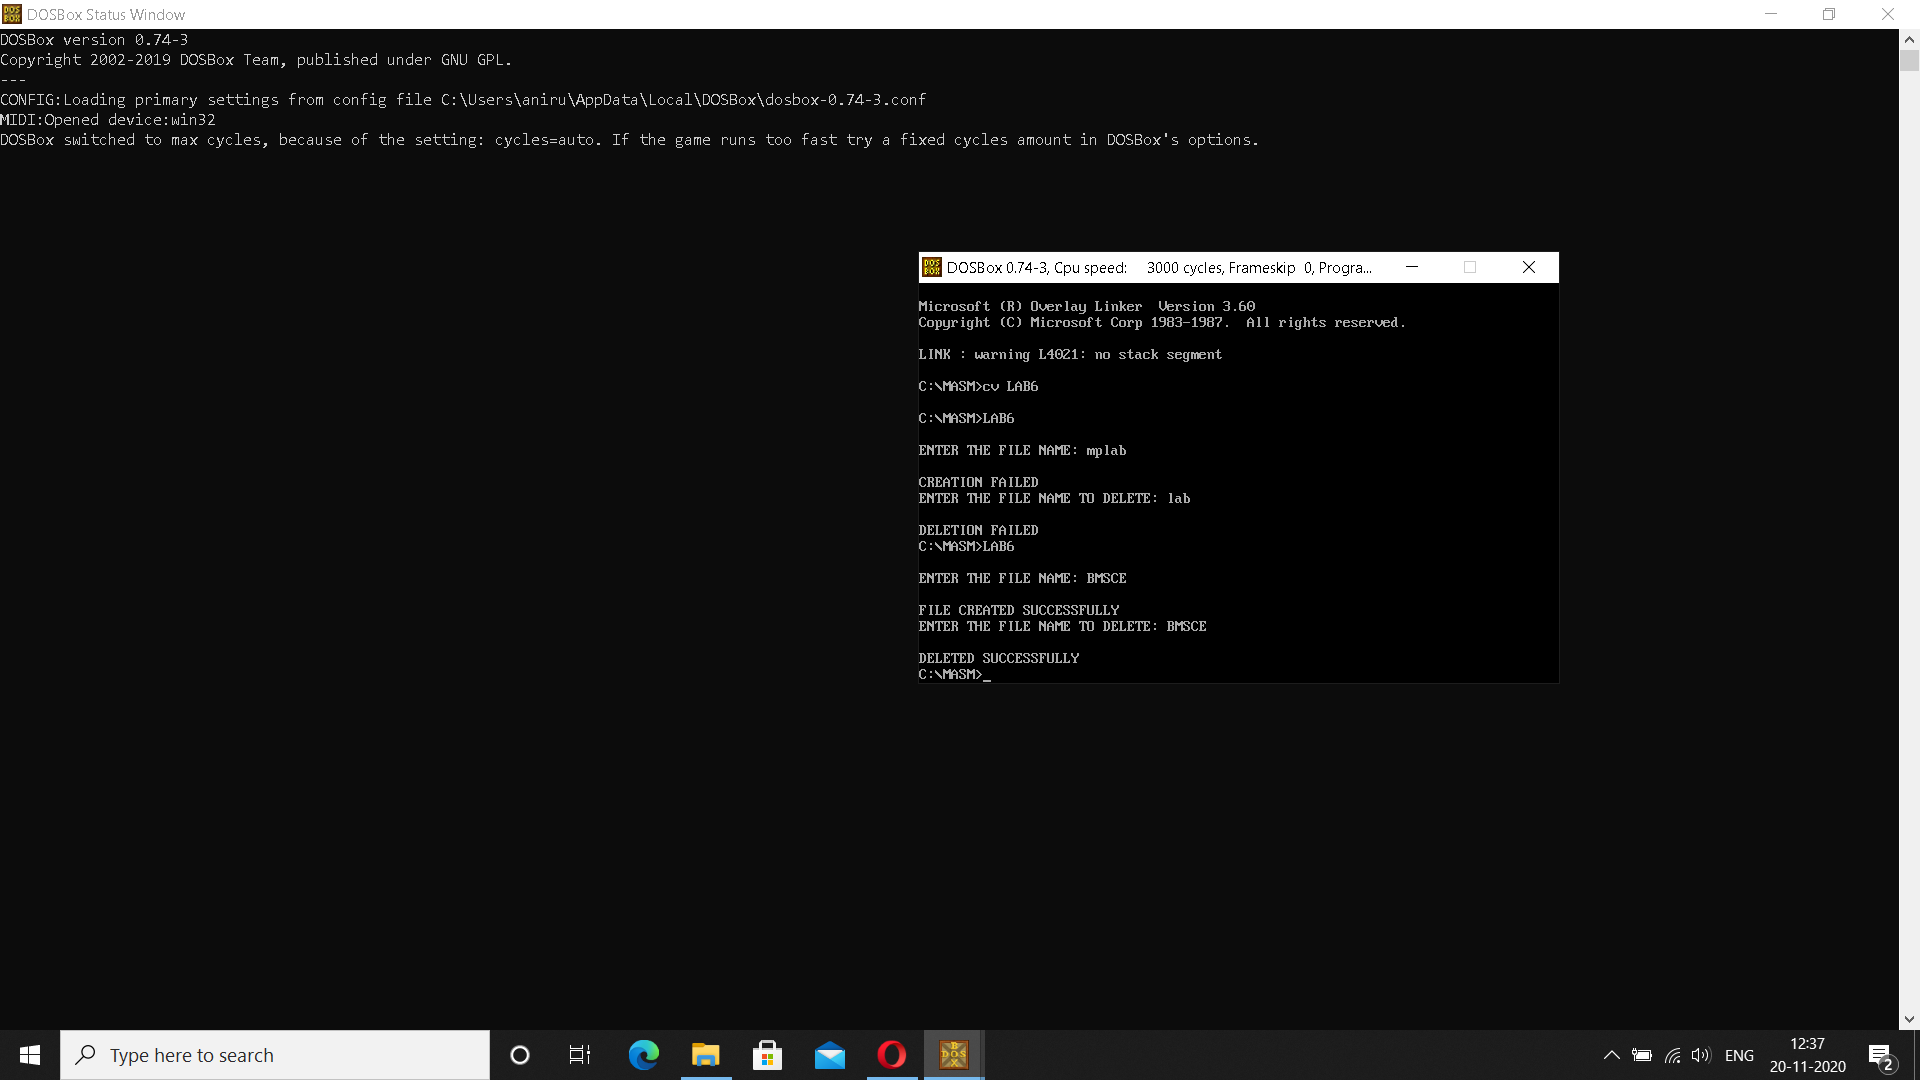 DOSBox Status Window
DOSBox version 0.74-3
Copyright 2002-2019 DOSBox Team, published under GNU GPL.
---
CONFIG:Loading primary settings from config file C:\Users\aniru\AppData\Local\DOSBox\dosbox-0.74-3.conf
MIDI:Opened device:win32
DOSBox switched to max cycles, because of the setting: cycles=auto. If the game runs too fast try a fixed cycles amount in DOSBox's options.
DOSBox 0.74-3, Cpu speed: 3000 cycles, Frameskip 0, Progra...
Microsoft (R) Overlay Linker Version 3.60
Copyright (C) Microsoft Corp 1983-1987. All rights reserved.
LINK : warning L4021: no stack segment
C:\MASM>cv LAB6
C:\MASM>LAB6
ENTER THE FILE NAME: mplab
CREATION FAILED
ENTER THE FILE NAME TO DELETE: lab
DELETION FAILED
C:\MASM>LAB6
ENTER THE FILE NAME: BMSCE
FILE CREATED SUCCESSFULLY
ENTER THE FILE NAME TO DELETE: BMSCE
DELETED SUCCESSFULLY
C:\MASM>_
Type here to search
ENG
12:37
20-11-2020
2